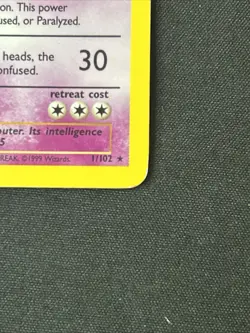 on. This power
used, or Paralyzed.
heads, the
onfused.
30
retreat cost
puter. Its intelligence
5
REAK. ©1999 Wizards. 1/102 ★